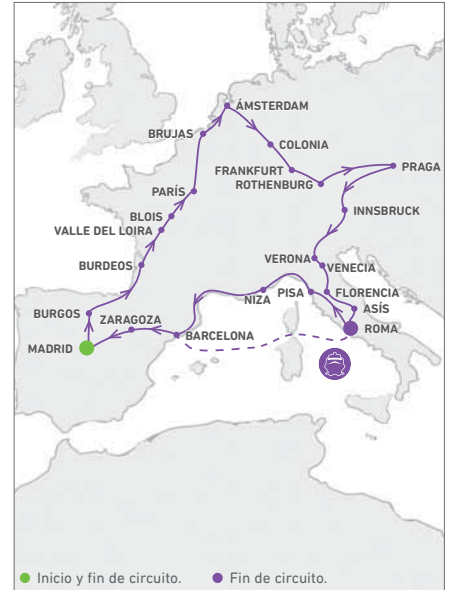 ÁMSTERDAM
BRUJAS
COLONIA
FRANKFURT
PRAGA
ROTHENBURG
PARÍS
INNSBRUCK
BLOIS
VALLE DEL LOIRA
VERONA
VENECIA
BURDEOS
NIZA
PISA
FLORENCIA
ASÍS
BURGOS
ZARAGOZA
ROMA
BARCELONA
MADRID
Inicio y fin de circuito.
Fin de circuito.